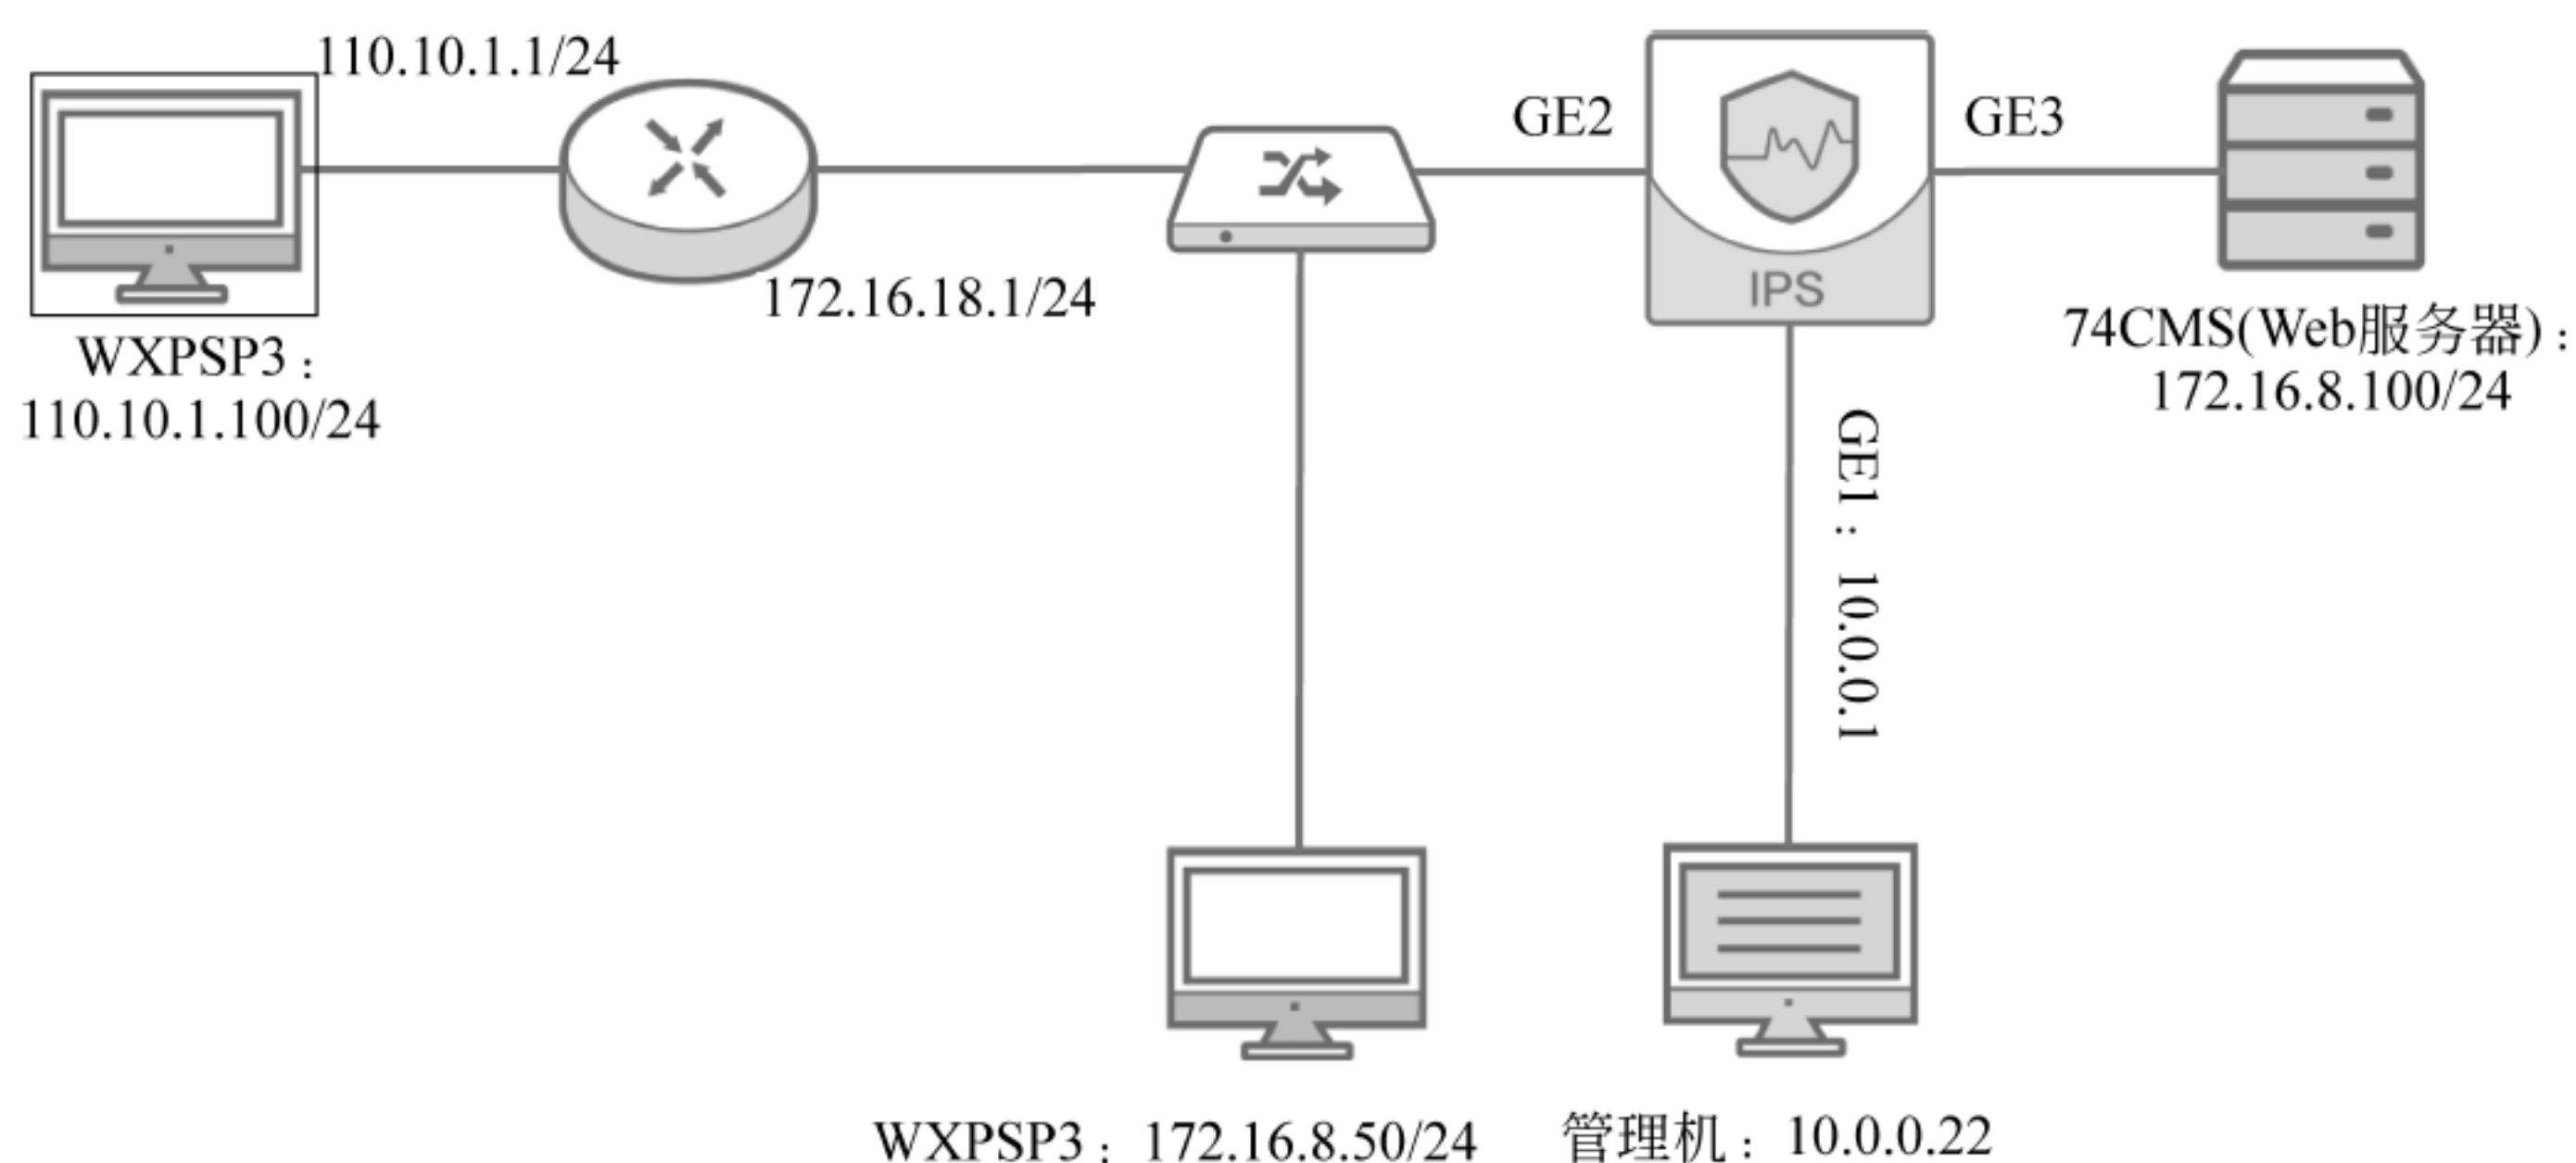 110.10.1.1/24
GE2
GE3
IPS
172.16.18.1/24
WXPSP3：
110.10.1.100/24
74CMS(Web服务器)：
172.16.8.100/24
GE1：10.0.0.1
WXPSP3：172.16.8.50/24
管理机：10.0.0.22